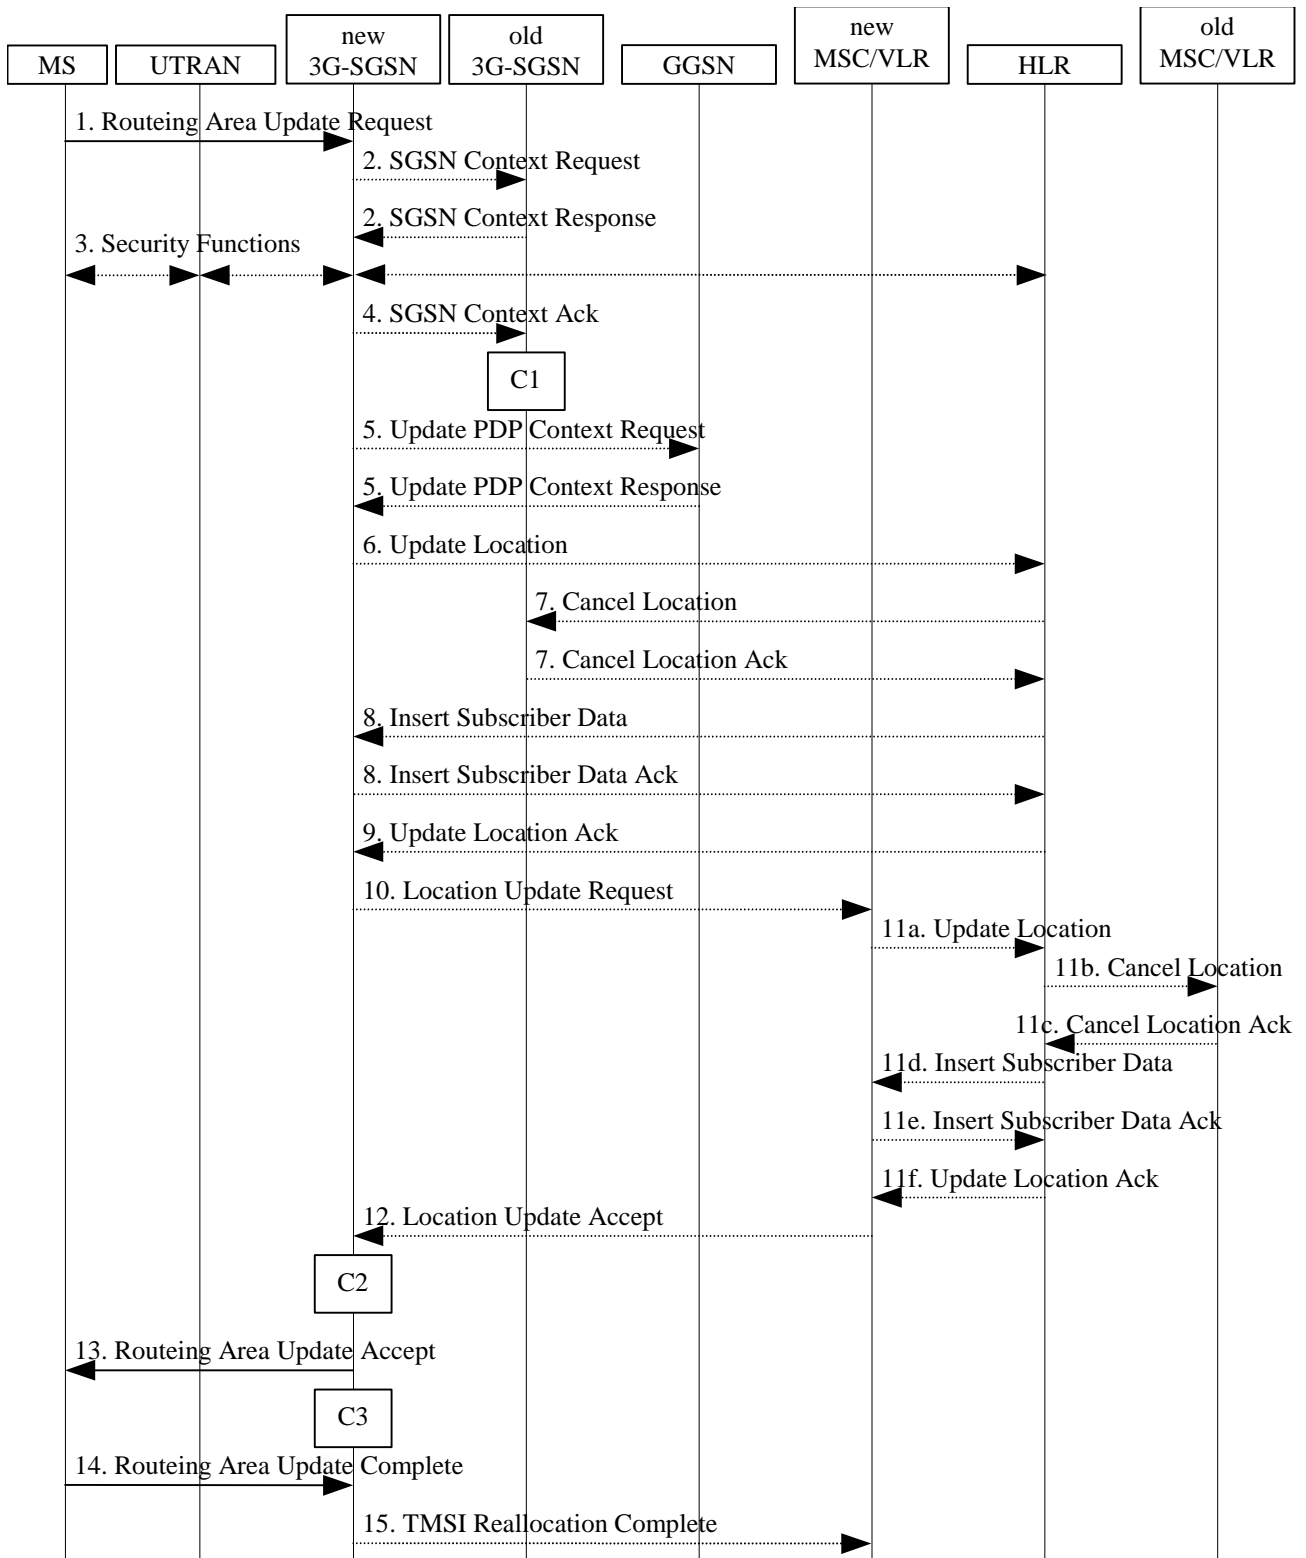 MS
UTRAN
new
3G-SGSN
old
3G-SGSN
GGSN
new
MSC/VLR
HLR
old
MSC/VLR
1. Routeing Area Update Request
2. SGSN Context Request
2. SGSN Context Response
3. Security Functions
4. SGSN Context Ack
C1
5. Update PDP Context Request
5. Update PDP Context Response
6. Update Location
7. Cancel Location
7. Cancel Location Ack
8. Insert Subscriber Data
8. Insert Subscriber Data Ack
9. Update Location Ack
10. Location Update Request
11a. Update Location
11b. Cancel Location
11c. Cancel Location Ack
11d. Insert Subscriber Data
11e. Insert Subscriber Data Ack
11f. Update Location Ack
12. Location Update Accept
C2
13. Routeing Area Update Accept
C3
14. Routeing Area Update Complete
15. TMSI Reallocation Complete